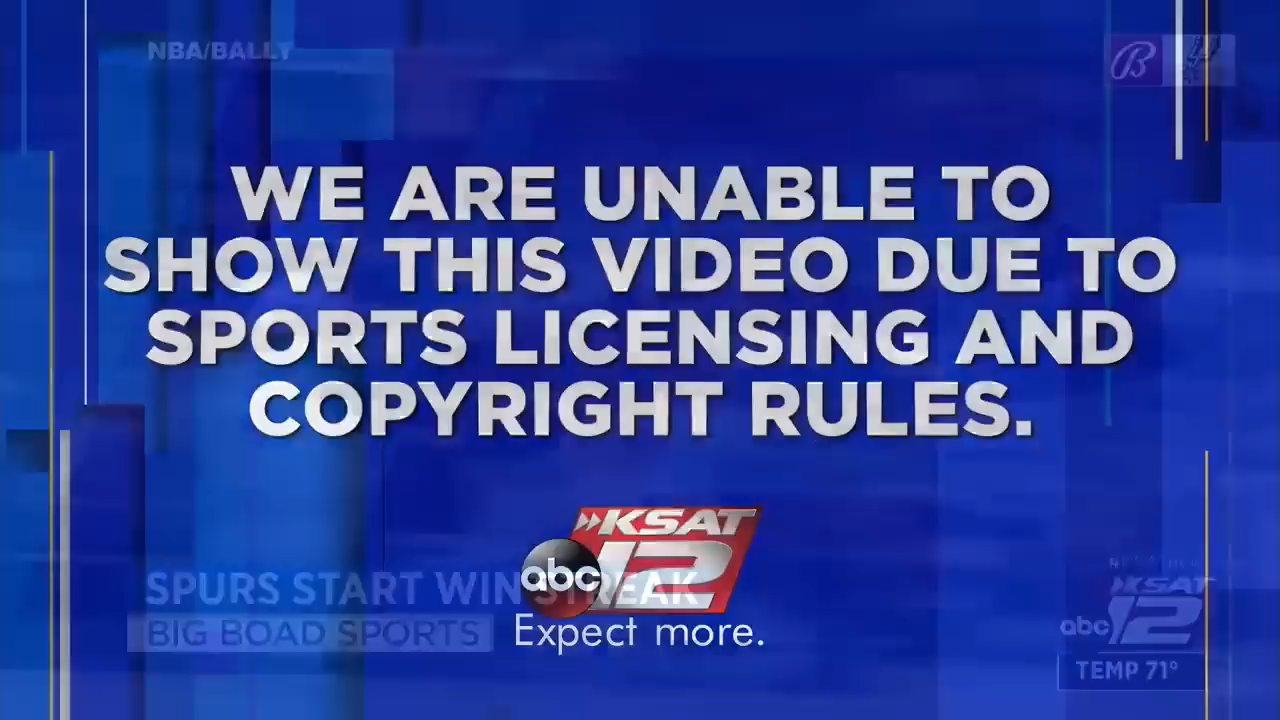 NBA/BALLY
B
WE ARE UNABLE TO
SHOW THIS VIDEO DUE TO
SPORTS LICENSING AND
COPYRIGHT RULES.
KSAT
abc 12
SPURS START WIN STREAK
BIG BOAD SPORTS
Expect more.
KSAT
abc 12
TEMP 71°